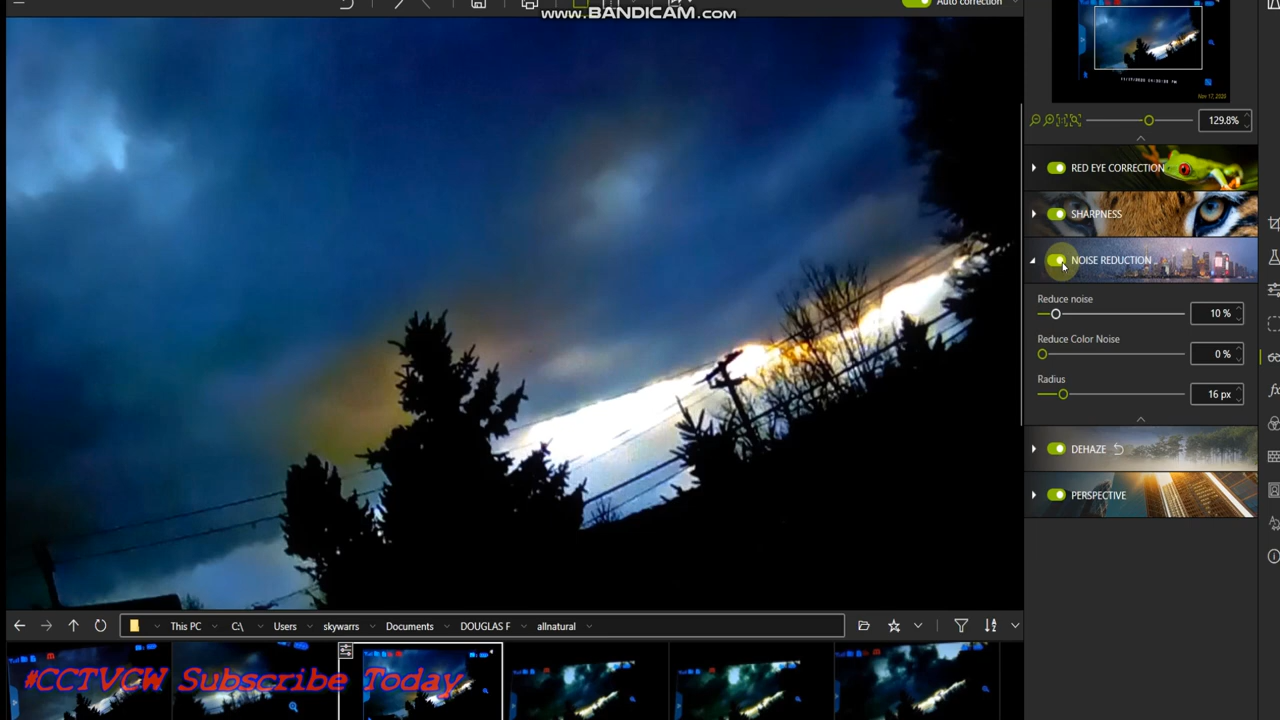 www.BANDICAM.com
Auto correction
129.8%
RED EYE CORRECTION
SHARPNESS
NOISE REDUCTION
Reduce noise
10 %
Reduce Color Noise
0 %
Radius
16 px
DEHAZE
PERSPECTIVE
This PC
C:\
Users
skywarrs
Documents
DOUGLAS F
allnatural
#CCTVCW Subscribe Today